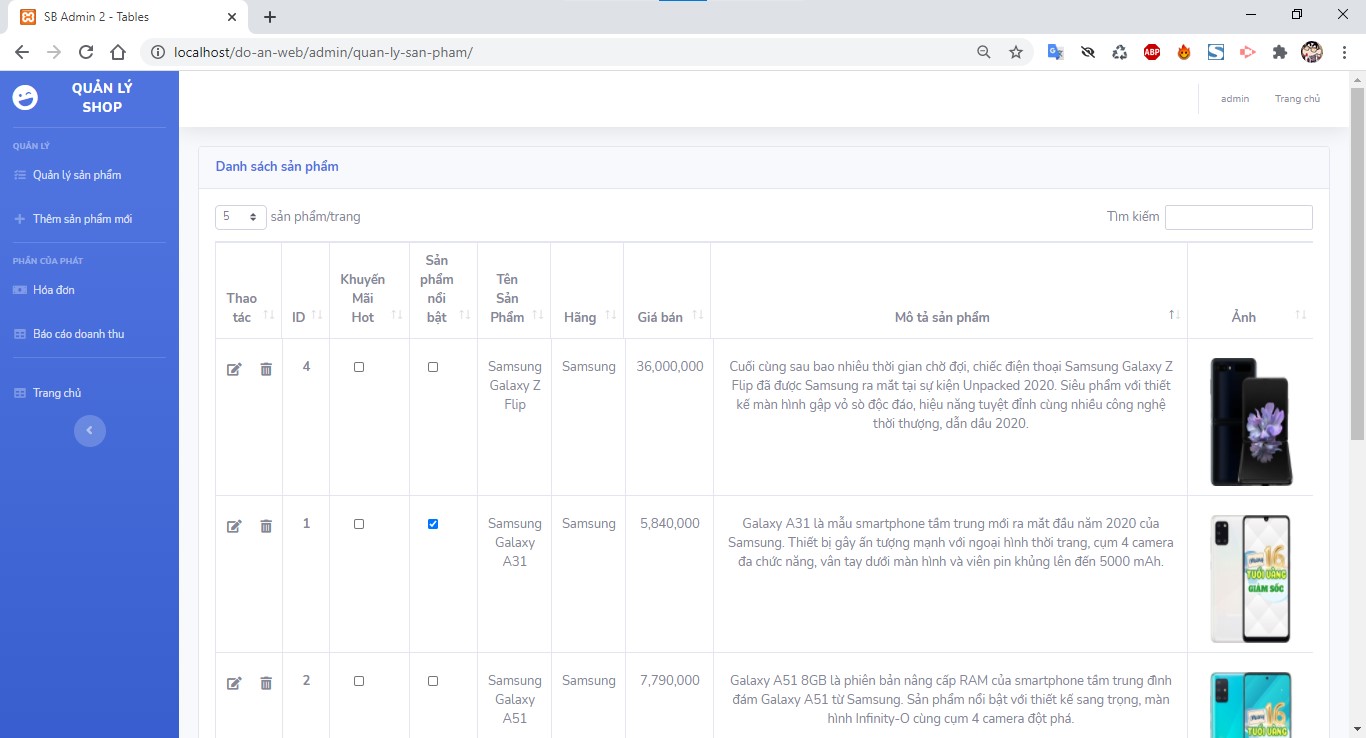 SB Admin 2 - Tables
localhost/do-an-web/admin/quan-ly-san-pham/
ABP
QUẢN LÝ
SHOP
admin
Trang chủ
QUẢN LÝ
Quản lý sản phẩm
Thêm sản phẩm mới
PHẦN CỦA PHÁT
Hóa đơn
Báo cáo doanh thu
Trang chủ
Danh sách sản phẩm
5 sản phẩm/trang
Tìm kiếm
Thao
tác
ID
Khuyến
Mãi
Hot
Sản
phẩm
nổi
bật
Tên
Sản
Phẩm
Hãng
Giá bán
Mô tả sản phẩm
Ảnh
4
Samsung
Galaxy Z
Flip
Samsung
36,000,000
Cuối cùng sau bao nhiêu thời gian chờ đợi, chiếc điện thoại Samsung Galaxy Z
Flip đã được Samsung ra mắt tại sự kiện Unpacked 2020. Siêu phẩm với thiết
kế màn hình gập vỏ sò độc đáo, hiệu năng tuyệt đỉnh cùng nhiều công nghệ
thời thượng, dẫn dầu 2020.
1
Samsung
Galaxy
A31
Samsung
5,840,000
Galaxy A31 là mẫu smartphone tầm trung mới ra mắt đầu năm 2020 của
Samsung. Thiết bị gây ấn tượng mạnh với ngoại hình thời trang, cụm 4 camera
đa chức năng, vân tay dưới màn hình và viên pin khủng lên đến 5000 mAh.
16
TUỔI VÀNG
GIẢM SỐC
2
Samsung
Galaxy
A51
Samsung
7,790,000
Galaxy A51 8GB là phiên bản nâng cấp RAM của smartphone tầm trung đình
đám Galaxy A51 từ Samsung. Sản phẩm nổi bật với thiết kế sang trọng, màn
hình Infinity-O cùng cụm 4 camera đột phá.
16